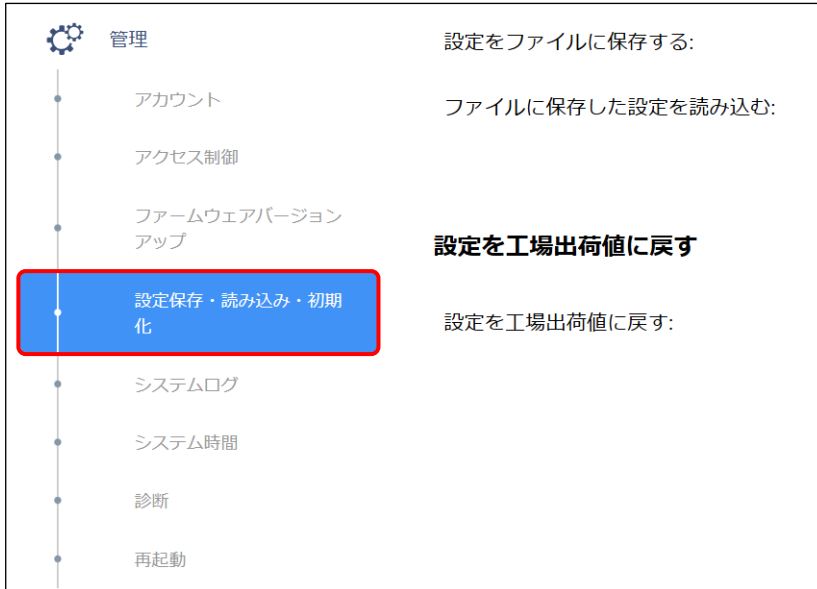 管理
アカウント
アクセス制御
ファームウェアバージョン
アップ
設定保存・読み込み・初期
化
システムログ
システム時間
診断
再起動
設定をファイルに保存する:
ファイルに保存した設定を読み込む:
設定を工場出荷値に戻す
設定を工場出荷値に戻す: